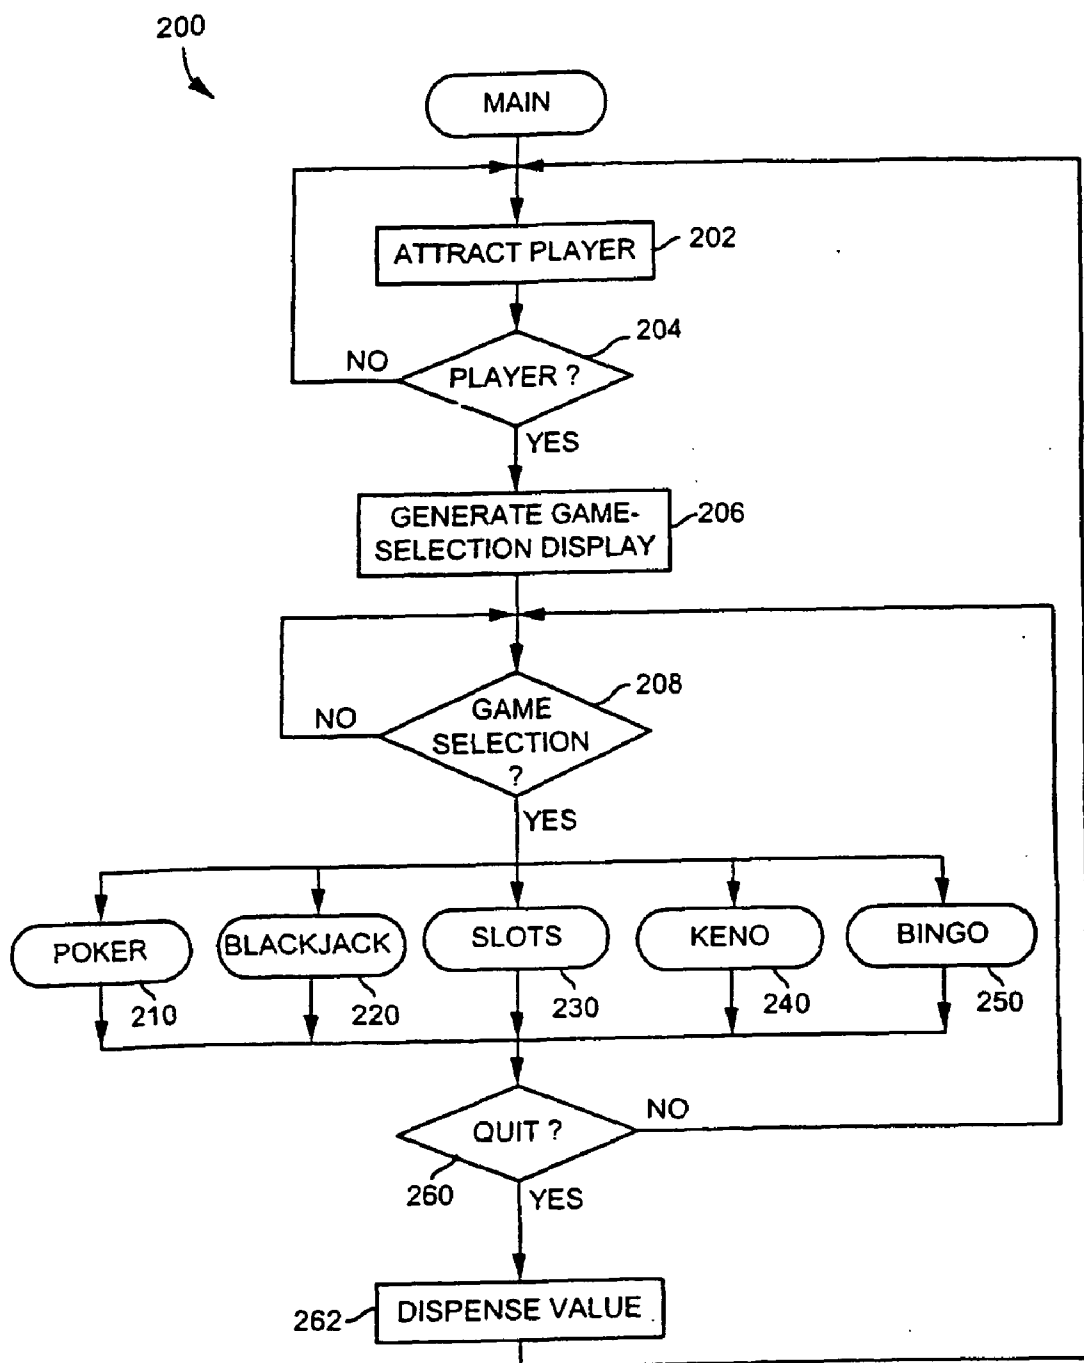 200
MAIN
ATTRACT PLAYER
202
PLAYER ?
204
NO
YES
GENERATE GAME-
SELECTION DISPLAY
206
GAME
SELECTION
?
208
NO
YES
POKER
210
BLACKJACK
220
SLOTS
230
KENO
240
BINGO
250
QUIT ?
260
NO
YES
DISPENSE VALUE
262